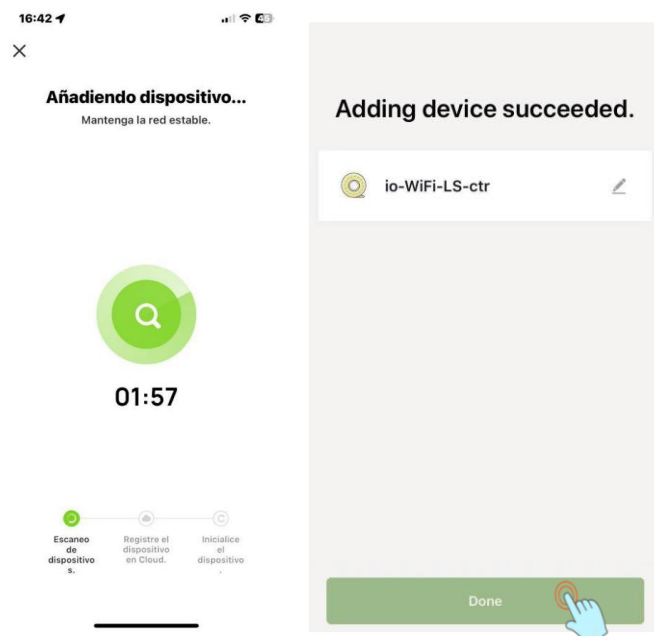 16:42
45
Añadiendo dispositivo...
Mantenga la red estable.
01:57
Escaneo
de
dispositivo
s.
Registre el
dispositivo
en Cloud.
Inicialice
el
dispositivo
.
Adding device succeeded.
io-WiFi-LS-ctr
Done